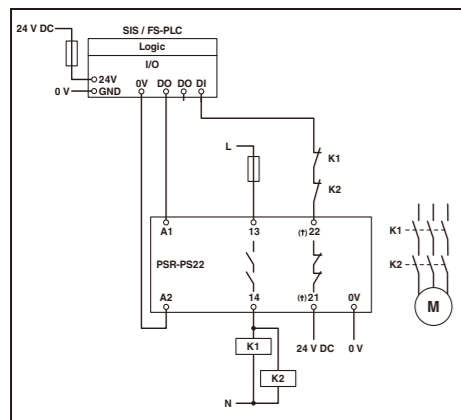 24 V DC
SIS / FS-PLC
Logic
I/O
24V
0V DO DO DI
0 V GND
K1
L
K2
A1 13 (†) 22
K1
PSR-PS22
K2
M
A2 14 (†) 21 0V
K1
24 V DC 0 V
K2
N